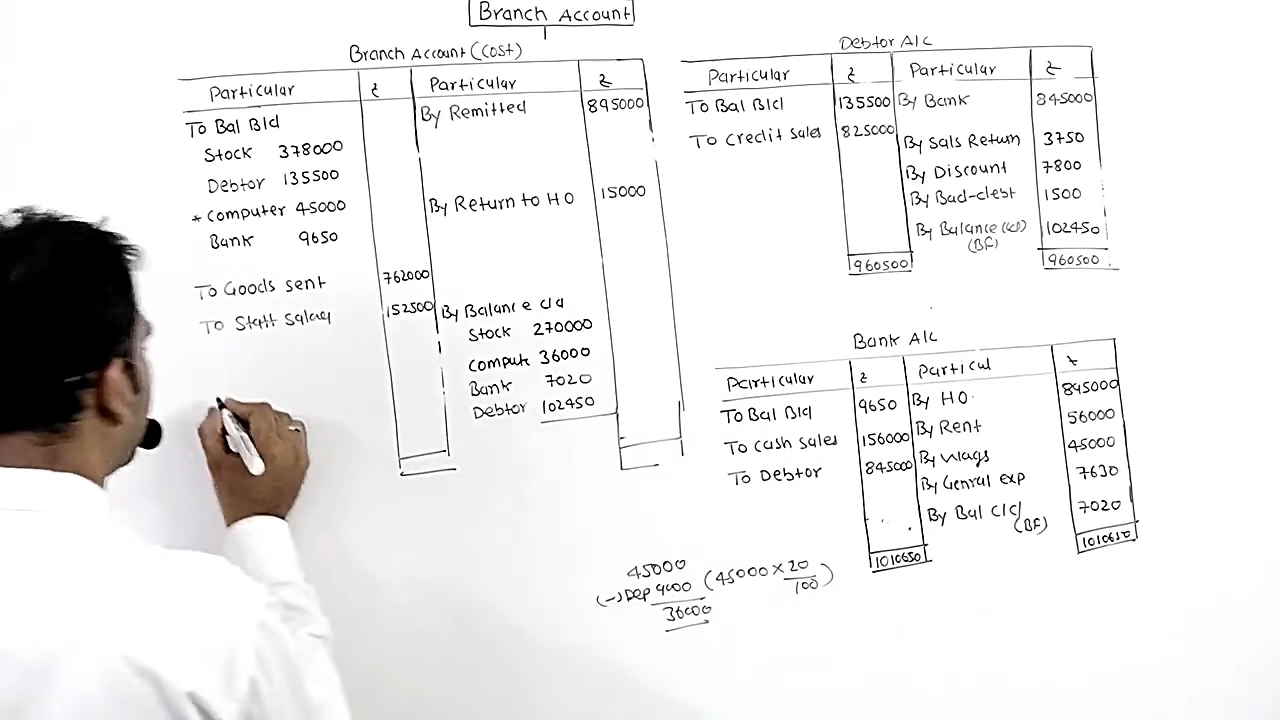 Branch Account
Branch Account (Cost)
Particular ₹ Particular ₹
To Bal B/d
Stock 378000
Debtor 135500
* Computer 45000
Bank 9650
To Goods sent 762000
To Staff Salary 152500
By Remitted 895000
By Return to HO 15000
By Balance c/d
Stock 270000
Compute 36000
Bank 7020
Debtor 102450
Debtor A/C
Particular ₹ Particular ₹
To Bal B/d 135500 By Bank 845000
To Credit Sales 825000
By Sals Return 3750
By Discount 7800
By Bad-debt 1500
By Balance c/d 102450
(BF)
960500 960500
Bank A/C
Particular ₹ Particul ₹
To Bal B/d 9650 By HO. 895000
To Cash Sales 156000 By Rent 56000
To Debtor 845000 By Wags 45000
By Genral exp 7630
By Bal C/d 7020
(BF)
1010650 1010650
45000
(-) Dep 9000 (45000 × 20/100)
36000